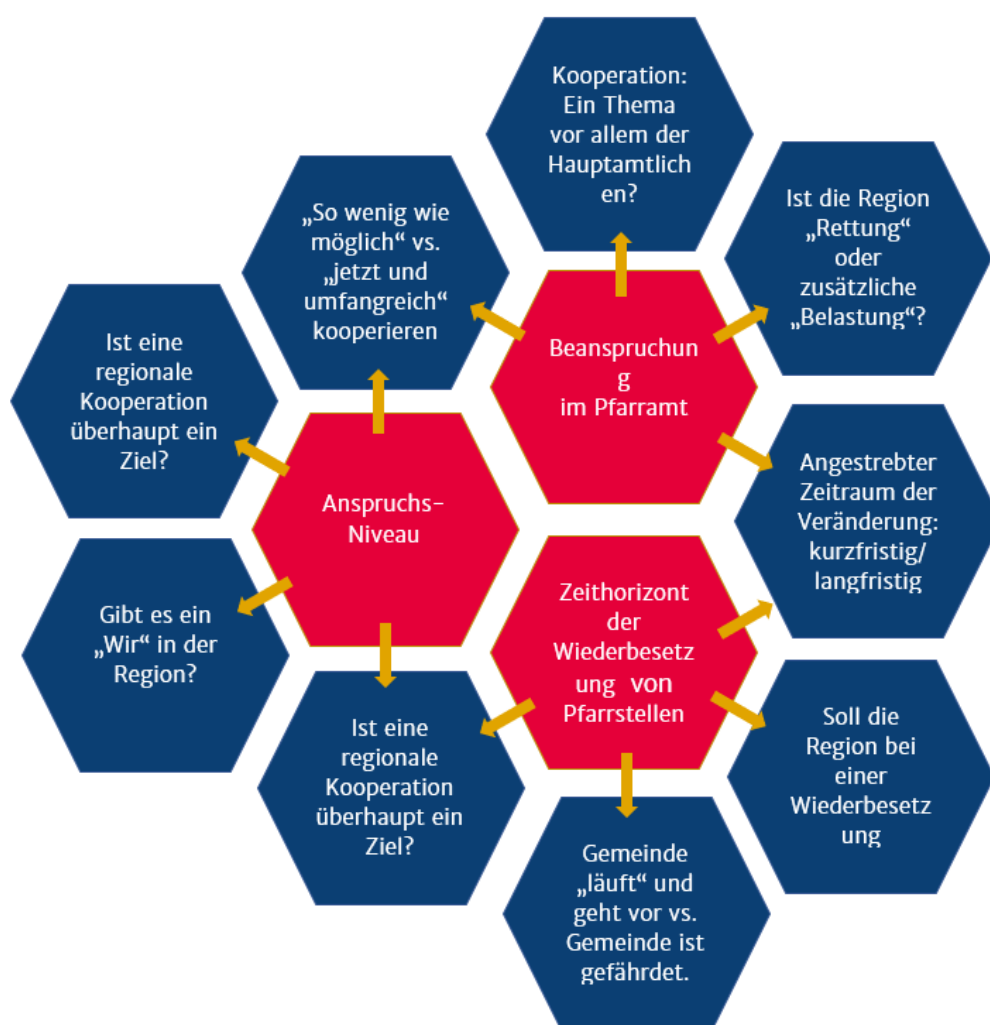 Kooperation:
Ein Thema
vor allem der
Hauptamtlich
en?
Ist die Region
„Rettung“
oder
zusätzliche
„Belastung“?
„So wenig wie
möglich“ vs.
„jetzt und
umfangreich“
kooperieren
Beanspruchun
g
im Pfarramt
Ist eine
regionale
Kooperation
überhaupt ein
Ziel?
Anspruchs-
Niveau
Angestrebter
Zeitraum der
Veränderung:
kurzfristig/
langfristig
Gibt es ein
„Wir“ in der
Region?
Zeithorizont
der
Wiederbesetz
ung von
Pfarrstellen
Ist eine
regionale
Kooperation
überhaupt ein
Ziel?
Soll die
Region bei
einer
Wiederbesetz
ung
Gemeinde
„läuft“ und
geht vor vs.
Gemeinde ist
gefährdet.